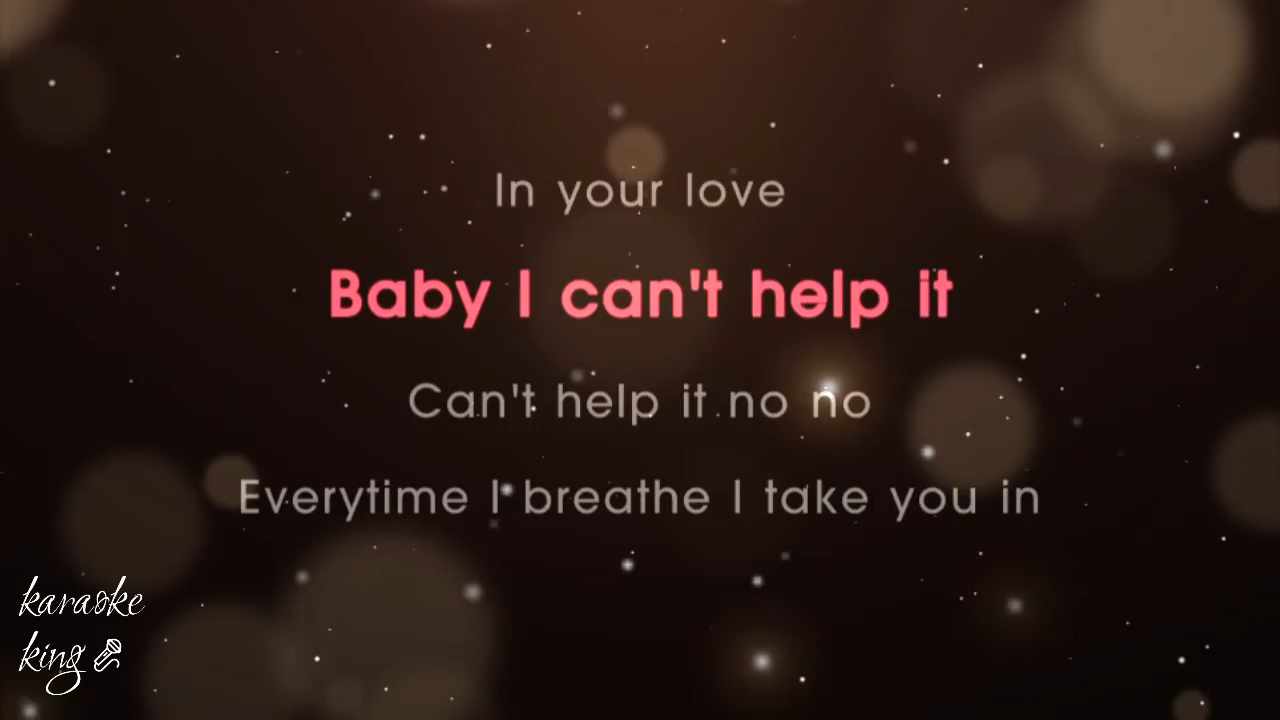 In your love
Baby I can't help it
Can't help it no no
Everytime I breathe I take you in
karaoke
king